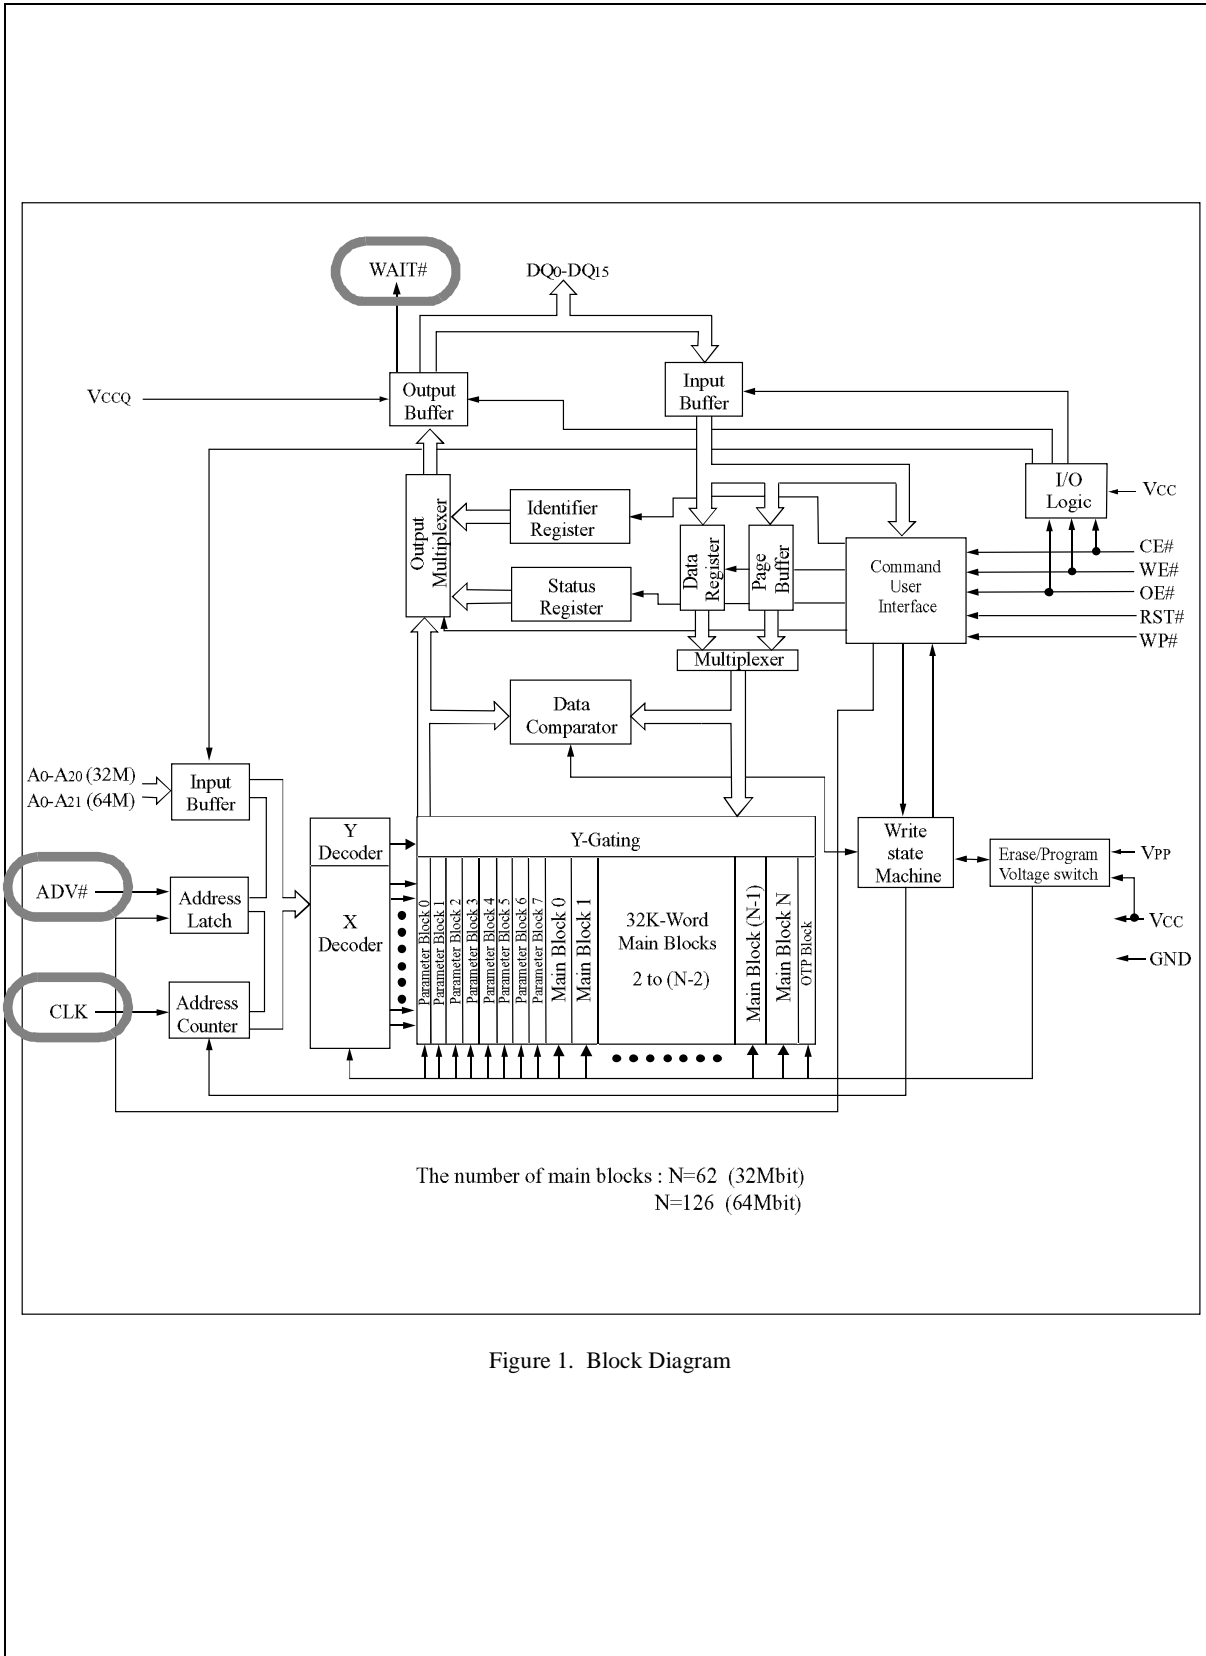 WAIT#
DQ0-DQ15
VCCQ
Output
Buffer
Input
Buffer
I/O
Logic
VCC
Output
Multiplexer
Identifier
Register
Status
Register
Data
Register
Page
Buffer
Command
User
Interface
CE#
WE#
OE#
RST#
WP#
Multiplexer
Data
Comparator
A0-A20 (32M)
A0-A21 (64M)
Input
Buffer
ADV#
Address
Latch
CLK
Address
Counter
Y
Decoder
X
Decoder
Y-Gating
Parameter Block 0
Parameter Block 1
Parameter Block 2
Parameter Block 3
Parameter Block 4
Parameter Block 5
Parameter Block 6
Parameter Block 7
Main Block 0
Main Block 1
32K-Word
Main Blocks
2 to (N-2)
Main Block (N-1)
Main Block N
OTP Block
Write
state
Machine
Erase/Program
Voltage switch
VPP
VCC
GND
The number of main blocks : N=62 (32Mbit)
N=126 (64Mbit)
Figure 1. Block Diagram